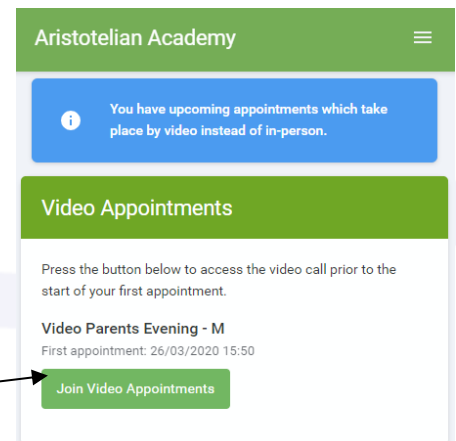 Aristotelian Academy
You have upcoming appointments which take
place by video instead of in-person.
Video Appointments
Press the button below to access the video call prior to the
start of your first appointment.
Video Parents Evening - M
First appointment: 26/03/2020 15:50
Join Video Appointments